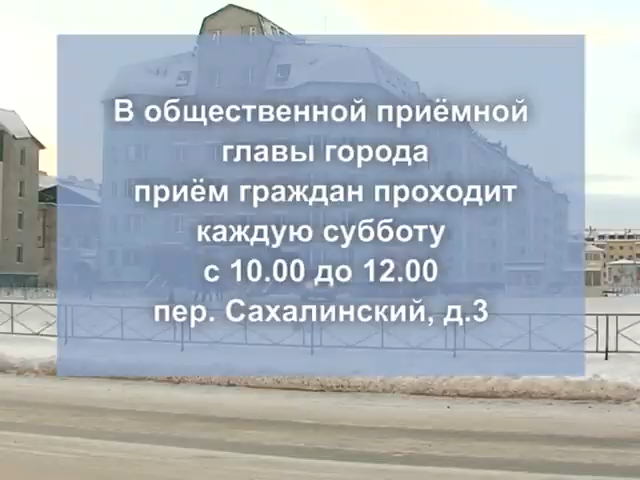 В общественной приёмной
главы города
приём граждан проходит
каждую субботу
с 10.00 до 12.00
пер. Сахалинский, д.3